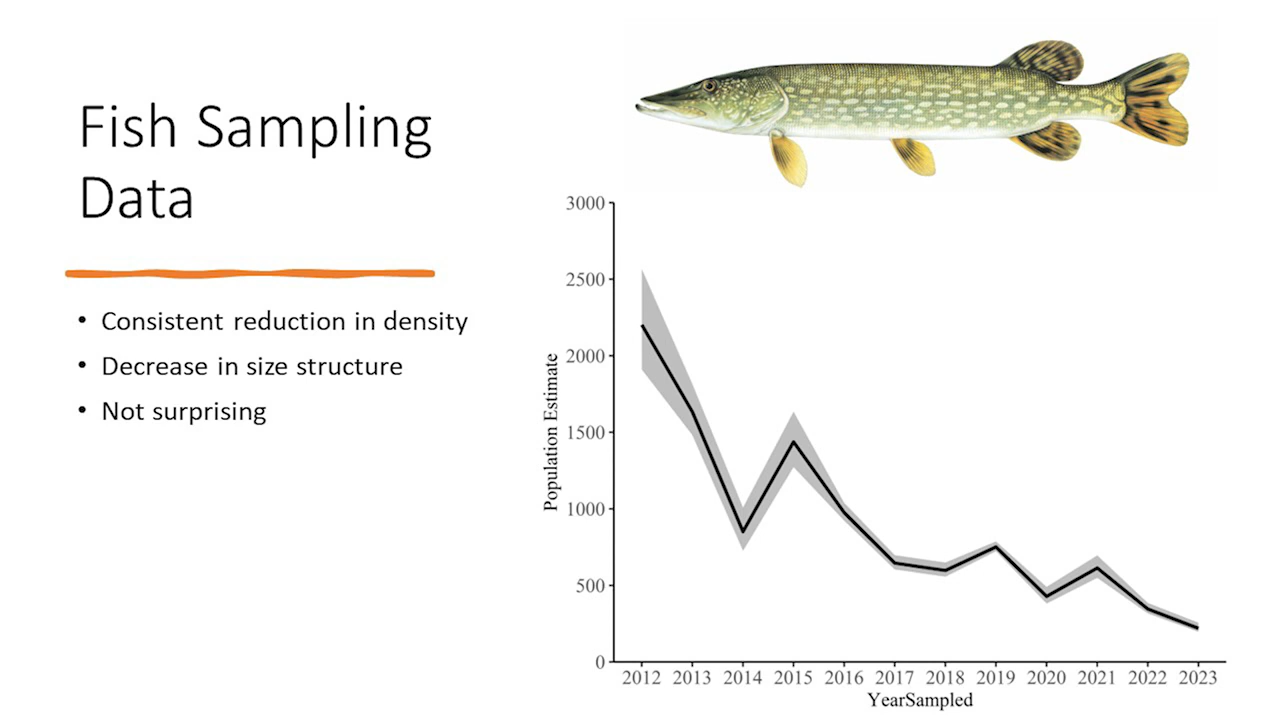 Fish Sampling
Data
• Consistent reduction in density
• Decrease in size structure
• Not surprising
Population Estimate
3000
2500
2000
1500
1000
500
0
2012 2013 2014 2015 2016 2017 2018 2019 2020 2021 2022 2023
YearSampled